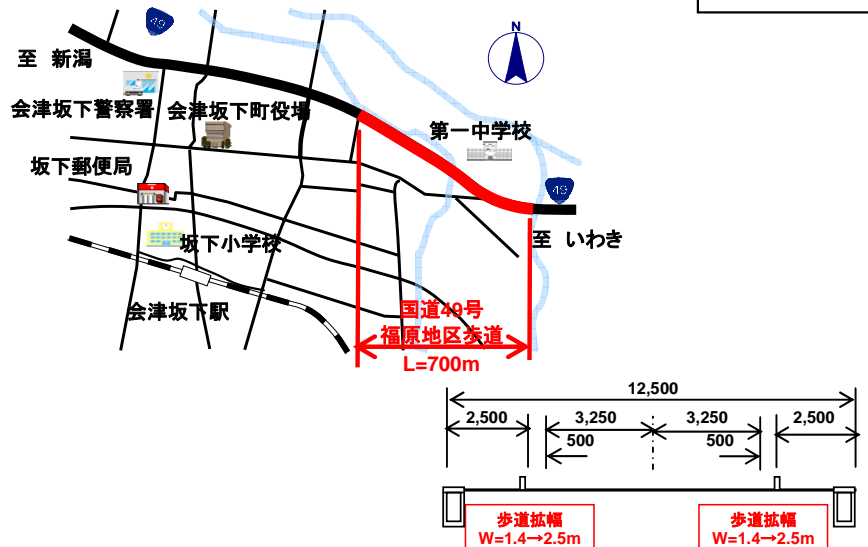 49
至 新潟
会津坂下警察署
会津坂下町役場
N
第一中学校
坂下郵便局
49
坂下小学校
至 いわき
会津坂下駅
国道49号
福原地区歩道
L=700m
12,500
2,500
3,250
3,250
2,500
500
500
歩道拡幅
W=1.4→2.5m
歩道拡幅
W=1.4→2.5m